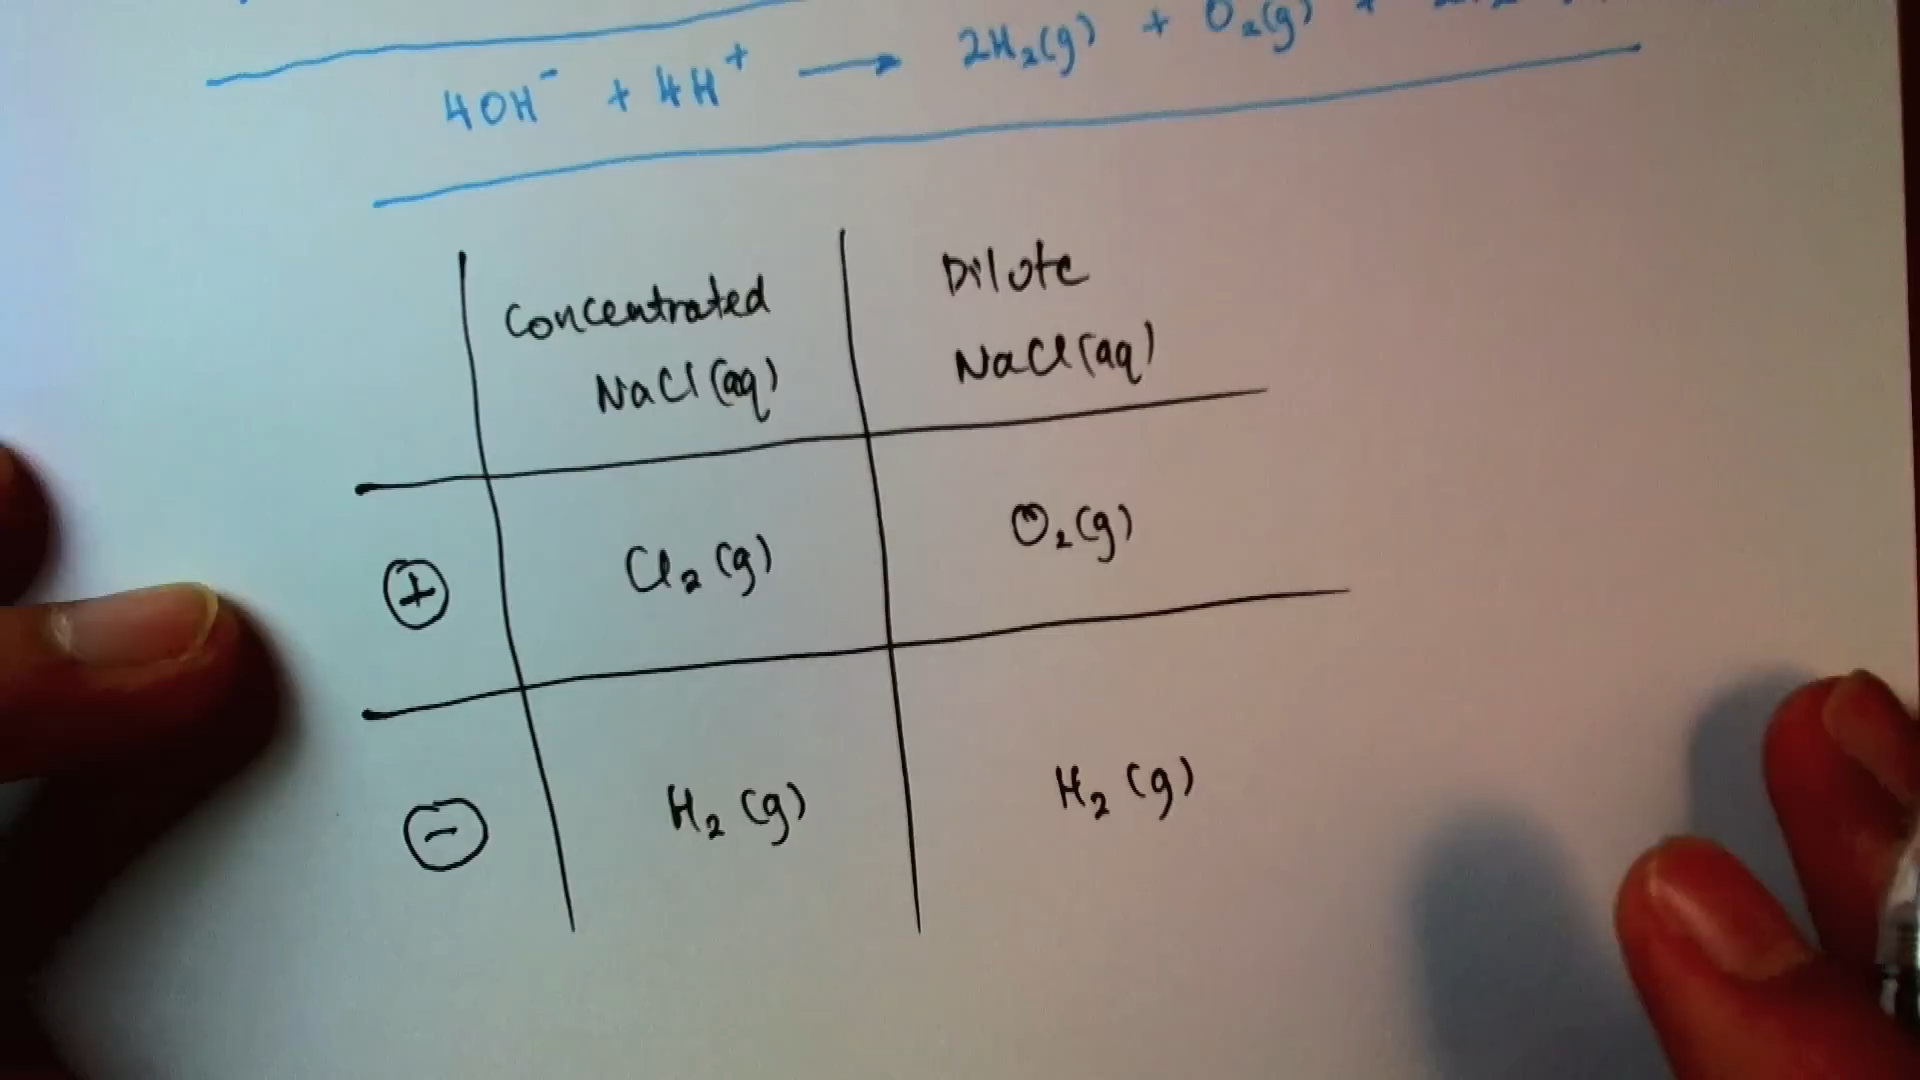 4OH⁻ + 4H⁺ → 2H₂(g) + O₂(g) +
Concentrated NaCl(aq)
Dilute NaCl(aq)
+
Cl₂(g)
O₂(g)
-
H₂(g)
H₂(g)